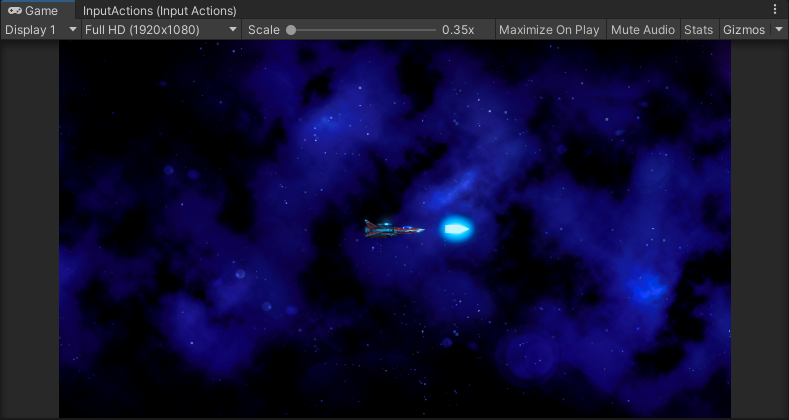 Game InputActions (Input Actions)
Display 1 Full HD (1920x1080) Scale 0.35x Maximize On Play Mute Audio Stats Gizmos